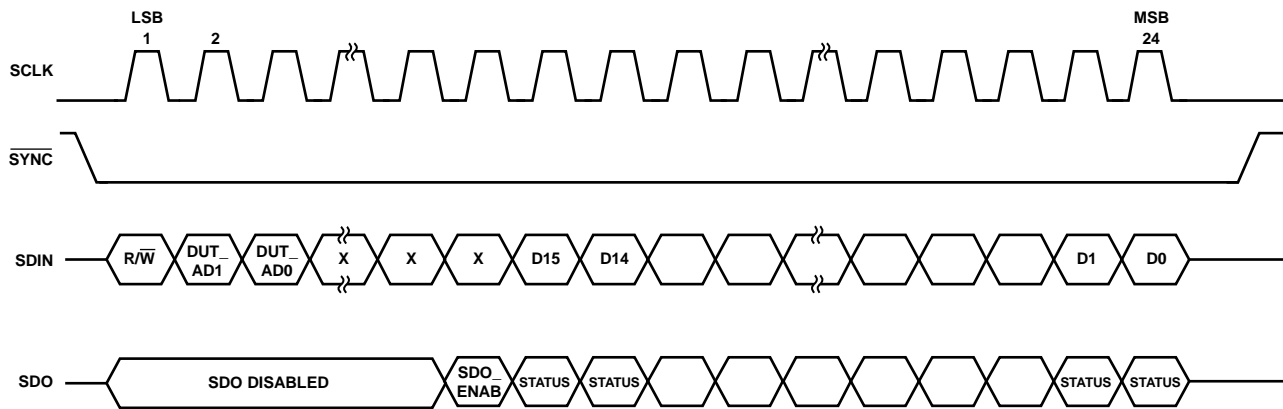 LSB MSB
1 2 24
SCLK
SYNC
R/W DUT_ DUT_ X X X D15 D14 D1 D0
SDIN
AD1 AD0
SDO SDO DISABLED SDO_ STATUS STATUS STATUS STATUS
ENAB